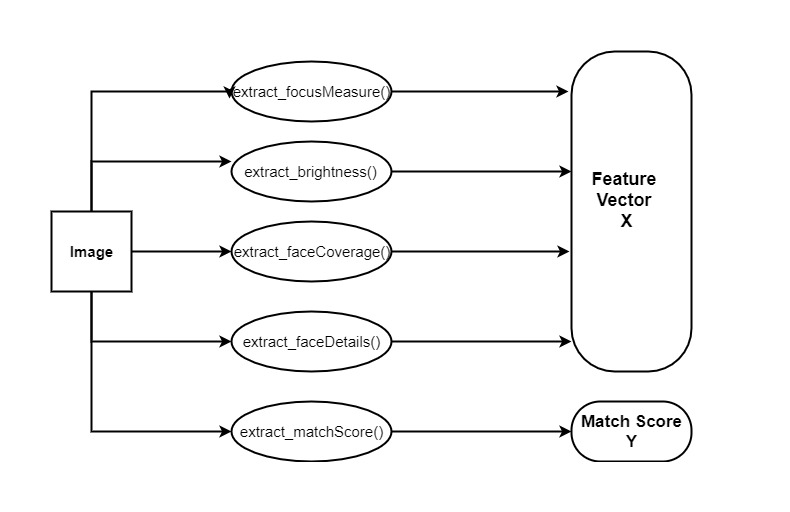 extract_focusMeasure()
extract_brightness()
Feature
Vector
X
Image
extract_faceCoverage()
extract_faceDetails()
extract_matchScore()
Match Score
Y